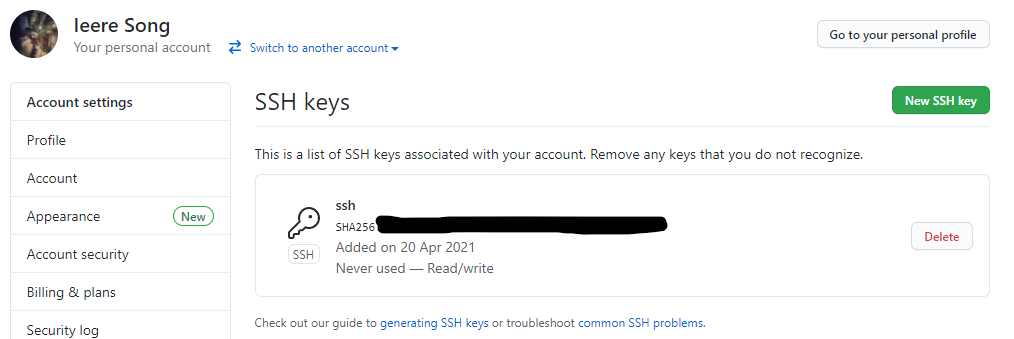 leere Song
Your personal account Switch to another account
Go to your personal profile
Account settings
Profile
Account
Appearance New
Account security
Billing & plans
Security log
SSH keys
New SSH key
This is a list of SSH keys associated with your account. Remove any keys that you do not recognize.
ssh
SHA256
Added on 20 Apr 2021
Never used — Read/write
SSH
Delete
Check out our guide to generating SSH keys or troubleshoot common SSH problems.